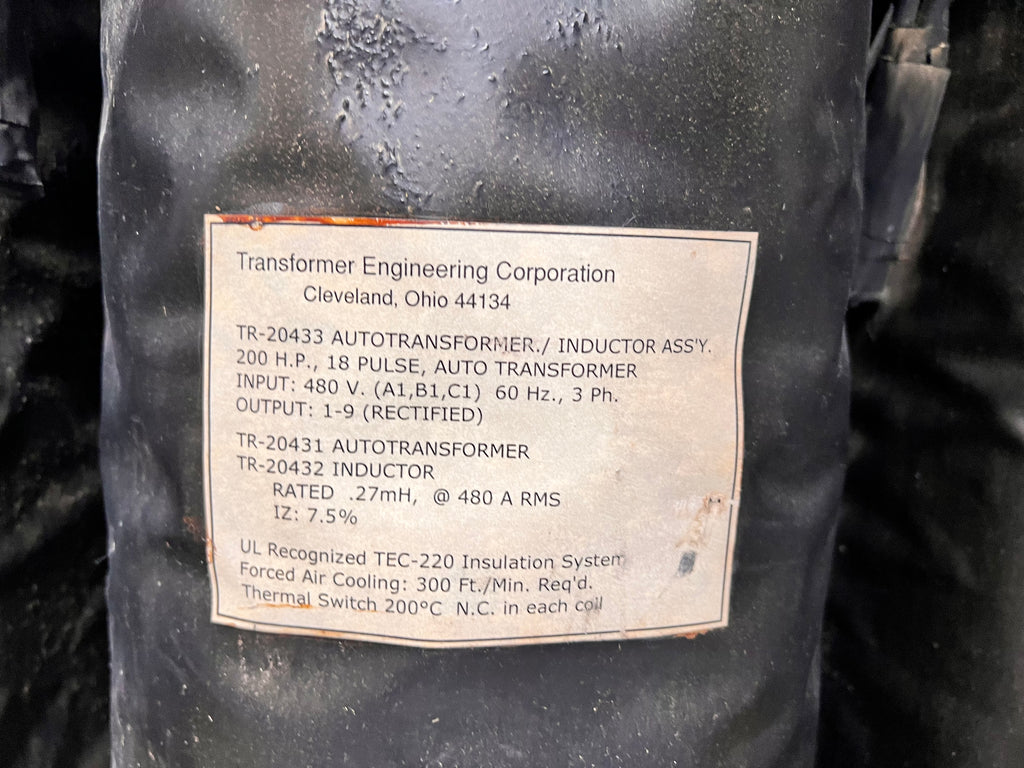 Transformer Engineering Corporation
Cleveland, Ohio 44134
TR-20433 AUTOTRANSFORMER./ INDUCTOR ASS'Y.
200 H.P., 18 PULSE, AUTO TRANSFORMER
INPUT: 480 V. (A1,B1,C1) 60 Hz., 3 Ph.
OUTPUT: 1-9 (RECTIFIED)
TR-20431 AUTOTRANSFORMER
TR-20432 INDUCTOR
RATED .27mH, @ 480 A RMS
IZ: 7.5%
UL Recognized TEC-220 Insulation System
Forced Air Cooling: 300 Ft./Min. Req'd.
Thermal Switch 200°C N.C. in each coil